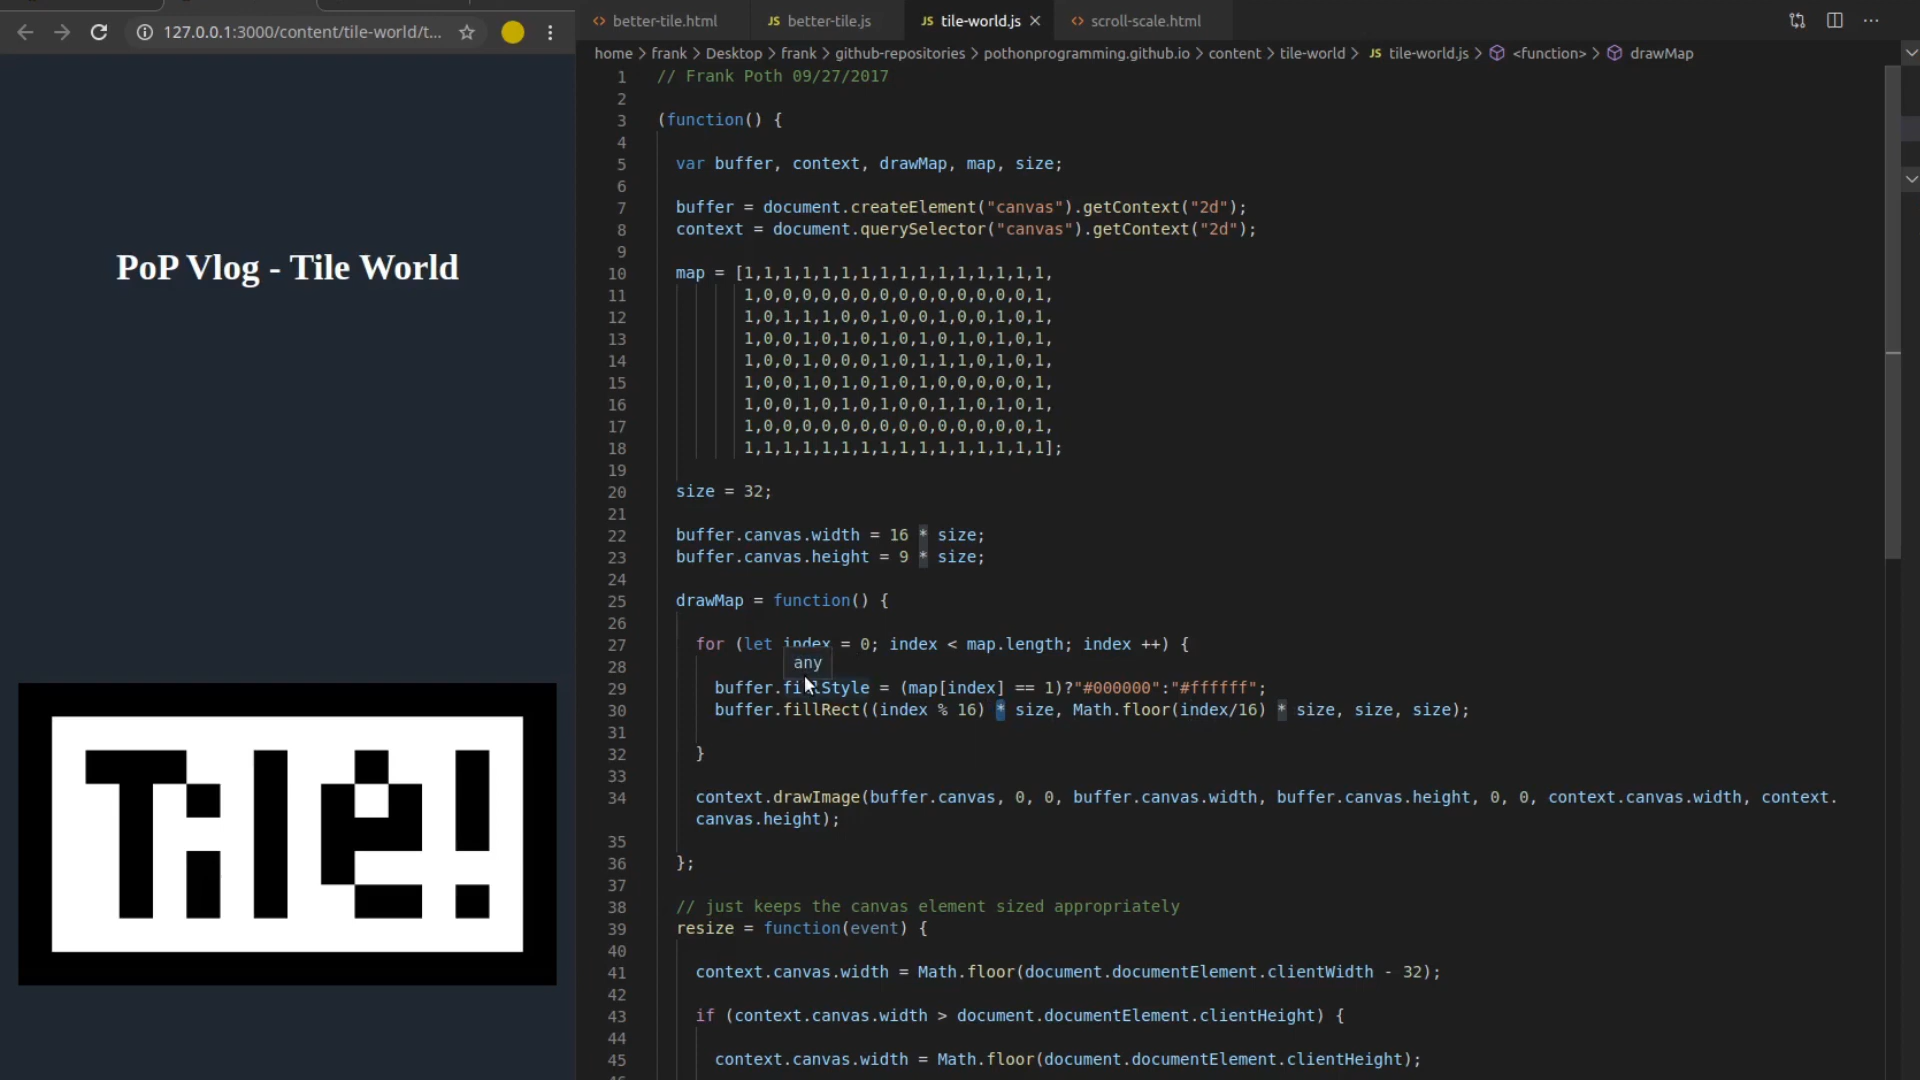 127.0.0.1:3000/content/tile-world/t...
PoP Vlog - Tile World
Tile!
better-tile.html
JS better-tile.js
JS tile-world.js
scroll-scale.html
home > frank > Desktop > frank > github-repositories > pothonprogramming.github.io > content > tile-world > JS tile-world.js > <function> > drawMap
1 // Frank Poth 09/27/2017
2
3 (function() {
4
5 var buffer, context, drawMap, map, size;
6
7 buffer = document.createElement("canvas").getContext("2d");
8 context = document.querySelector("canvas").getContext("2d");
9
10 map = [1,1,1,1,1,1,1,1,1,1,1,1,1,1,1,1,
11 1,0,0,0,0,0,0,0,0,0,0,0,0,0,0,1,
12 1,0,1,1,1,0,0,1,0,0,1,0,0,1,0,1,
13 1,0,0,1,0,1,0,1,0,1,0,1,0,1,0,1,
14 1,0,0,1,0,0,0,1,0,1,1,1,0,1,0,1,
15 1,0,0,1,0,1,0,1,0,1,0,0,0,0,0,1,
16 1,0,0,1,0,1,0,1,0,0,1,1,0,1,0,1,
17 1,0,0,0,0,0,0,0,0,0,0,0,0,0,0,1,
18 1,1,1,1,1,1,1,1,1,1,1,1,1,1,1,1];
19
20 size = 32;
21
22 buffer.canvas.width = 16 * size;
23 buffer.canvas.height = 9 * size;
24
25 drawMap = function() {
26
27 for (let index = 0; index < map.length; index ++) {
28
any
29 buffer.fillStyle = (map[index] == 1)?"#000000":"#ffffff";
30 buffer.fillRect((index % 16) * size, Math.floor(index/16) * size, size, size);
31
32 }
33
34 context.drawImage(buffer.canvas, 0, 0, buffer.canvas.width, buffer.canvas.height, 0, 0, context.canvas.width, context.
canvas.height);
35
36 };
37
38 // just keeps the canvas element sized appropriately
39 resize = function(event) {
40
41 context.canvas.width = Math.floor(document.documentElement.clientWidth - 32);
42
43 if (context.canvas.width > document.documentElement.clientHeight) {
44
45 context.canvas.width = Math.floor(document.documentElement.clientHeight);